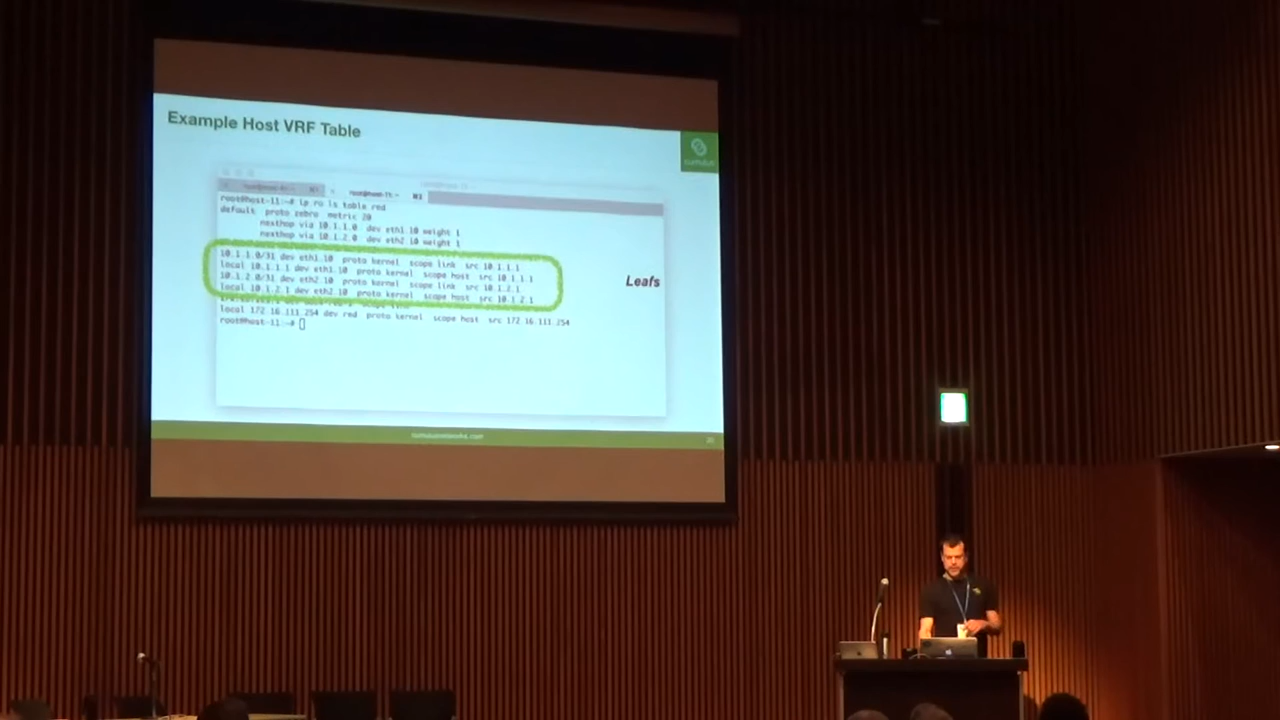 Example Host VRF Table
cumulus
root@host-11:~# ip ro ls table red
default proto zebra metric 20
nexthop via 10.1.1.0 dev eth1.10 weight 1
nexthop via 10.1.2.0 dev eth2.10 weight 1
10.1.1.0/31 dev eth1.10 proto kernel scope link src 10.1.1.1
local 10.1.1.1 dev eth1.10 proto kernel scope host src 10.1.1.1
10.1.2.0/31 dev eth2.10 proto kernel scope link src 10.1.2.1
local 10.1.2.1 dev eth2.10 proto kernel scope host src 10.1.2.1
Leafs
local 172.16.111.254 dev red proto kernel scope host src 172.16.111.254
root@host-11:~#
cumulusnetworks.com